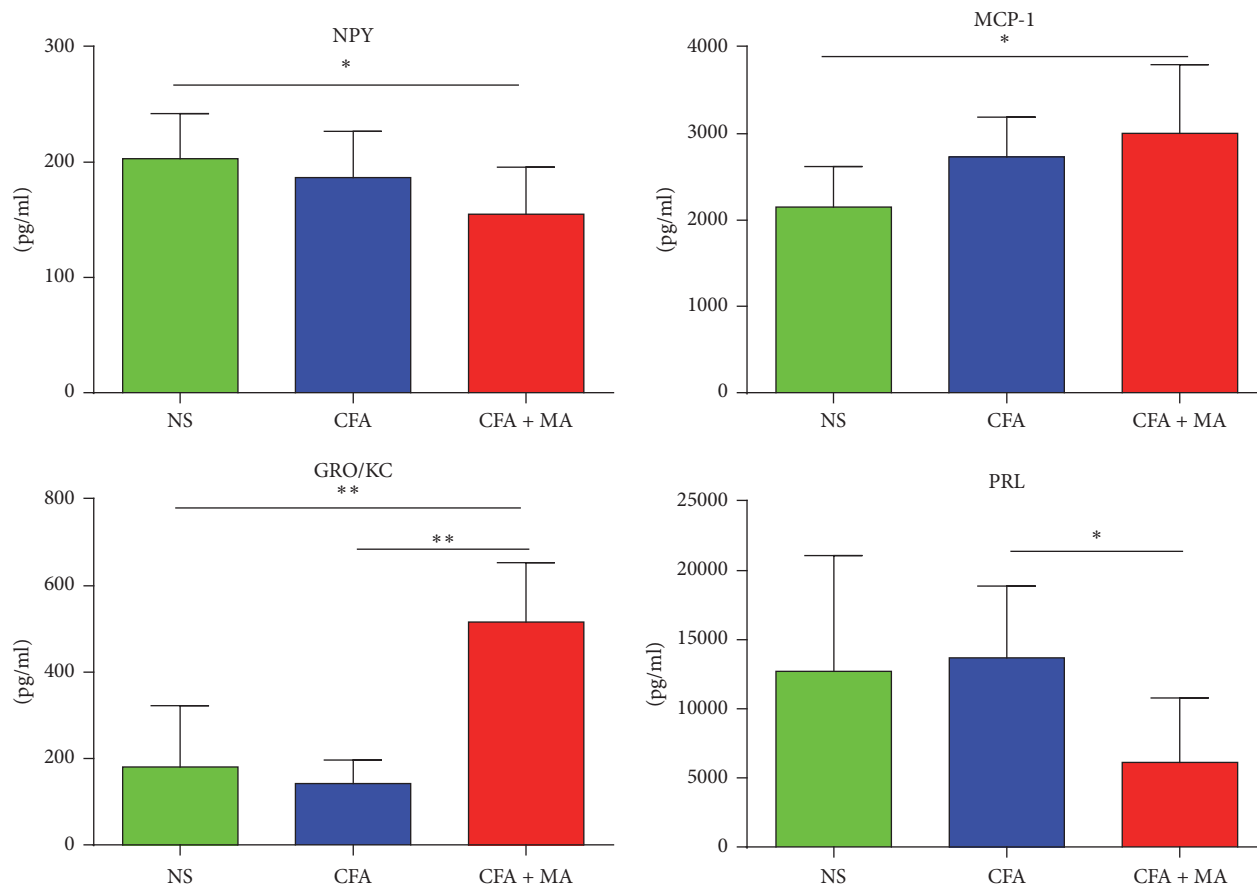 NPY
300
200
100
0
(pg/ml)
*
NS CFA CFA + MA
MCP-1
4000
3000
2000
1000
0
(pg/ml)
*
NS CFA CFA + MA
GRO/KC
800
600
400
200
0
(pg/ml)
**
**
NS CFA CFA + MA
PRL
25000
20000
15000
10000
5000
0
(pg/ml)
*
NS CFA CFA + MA